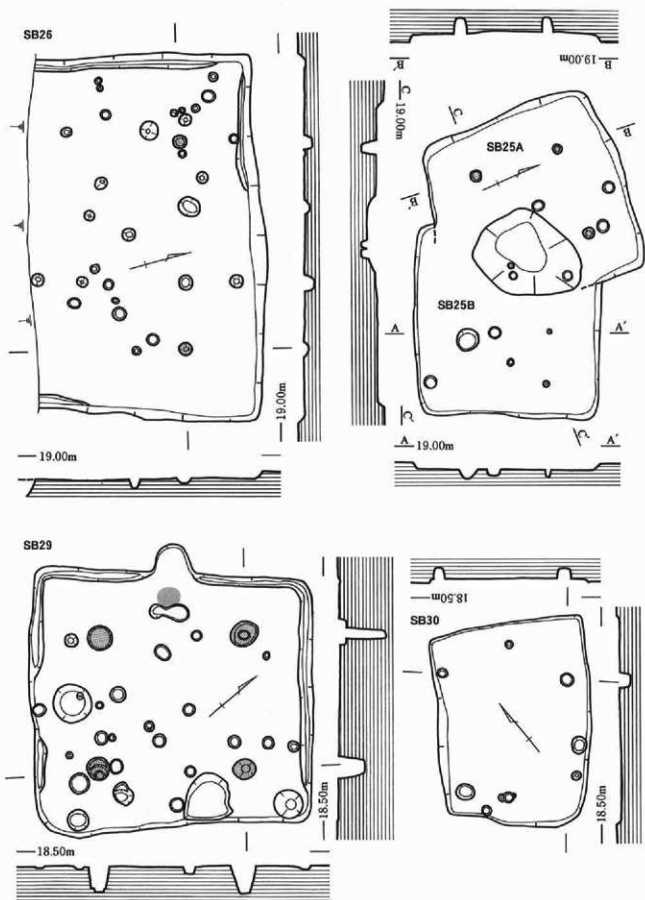 SB26
19.00m
19.00m
B'
B
19.00m
C
19.00m
C'
SB25A
B
B'
SB25B
A
A'
C'
C
A
19.00m
A'
SB29
18.50m
18.50m
18.50m
SB30
18.50m